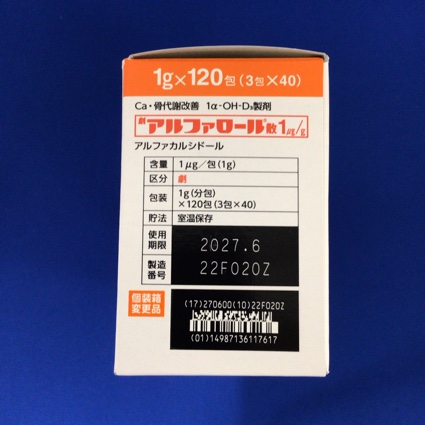 1g×120包(3包×40)
Ca・骨代謝改善 1α-OH-D₃製剤
劇 アルファロール®散1μg/g
アルファカルシドール
含量 1μg/包(1g)
区分 劇
包装 1g(分包)
×120包(3包×40)
貯法 室温保存
使用
期限 2027.6
製造
番号 22F020Z
個装箱
変更品
(17)270600(10)22F020Z
(01)14987136117617